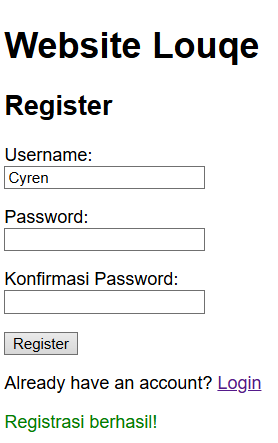 Website Louqe
Register
Username:
Cyren
Password:
Konfirmasi Password:
Register
Already have an account? Login
Registrasi berhasil!